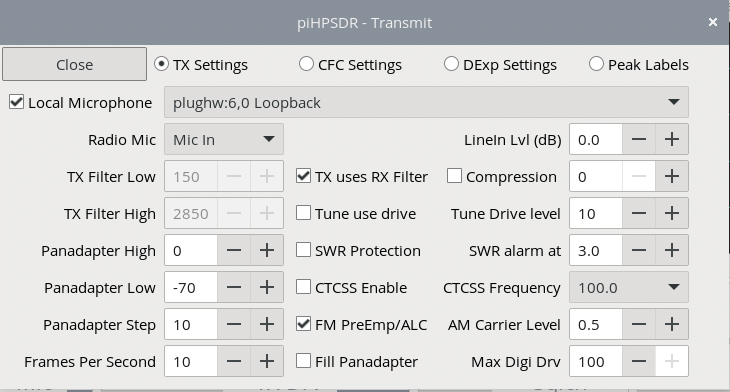 piHPSDR - Transmit ×
Close TX Settings CFC Settings DExp Settings Peak Labels
Local Microphone plughw:6,0 Loopback
Radio Mic Mic In LineIn Lvl (dB) 0.0 − +
TX Filter Low 150 − + TX uses RX Filter Compression 0 − +
TX Filter High 2850 − + Tune use drive Tune Drive level 10 − +
Panadapter High 0 − + SWR Protection SWR alarm at 3.0 − +
Panadapter Low -70 − + CTCSS Enable CTCSS Frequency 100.0
Panadapter Step 10 − + FM PreEmp/ALC AM Carrier Level 0.5 − +
Frames Per Second 10 − + Fill Panadapter Max Digi Drv 100 − +